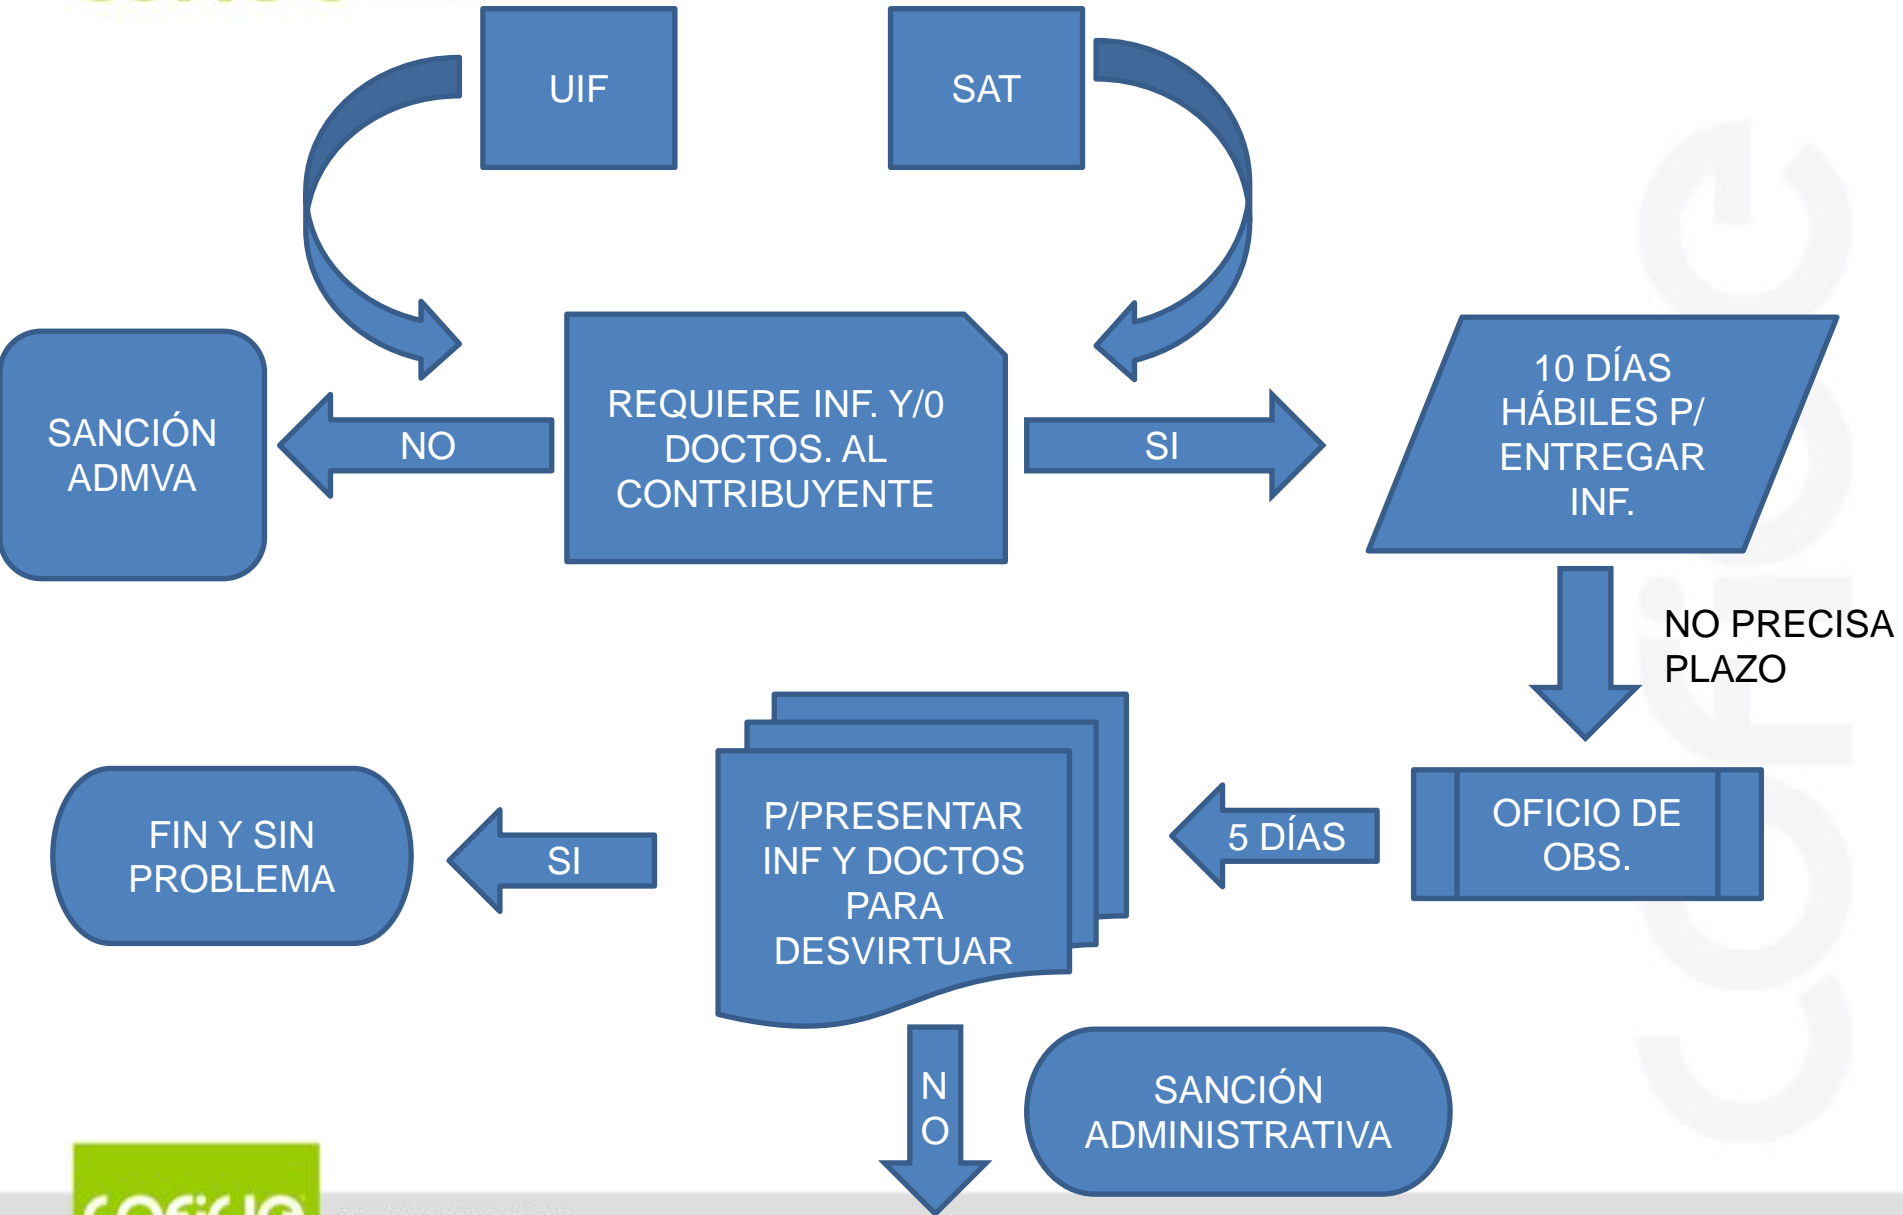 UIF
SAT
SANCIÓN
ADMVA
NO
REQUIERE INF. Y/0
DOCTOS. AL
CONTRIBUYENTE
SI
10 DÍAS
HÁBILES P/
ENTREGAR
INF.
NO PRECISA
PLAZO
FIN Y SIN
PROBLEMA
SI
P/PRESENTAR
INF Y DOCTOS
PARA
DESVIRTUAR
5 DÍAS
OFICIO DE
OBS.
N
O
SANCIÓN
ADMINISTRATIVA
cofide